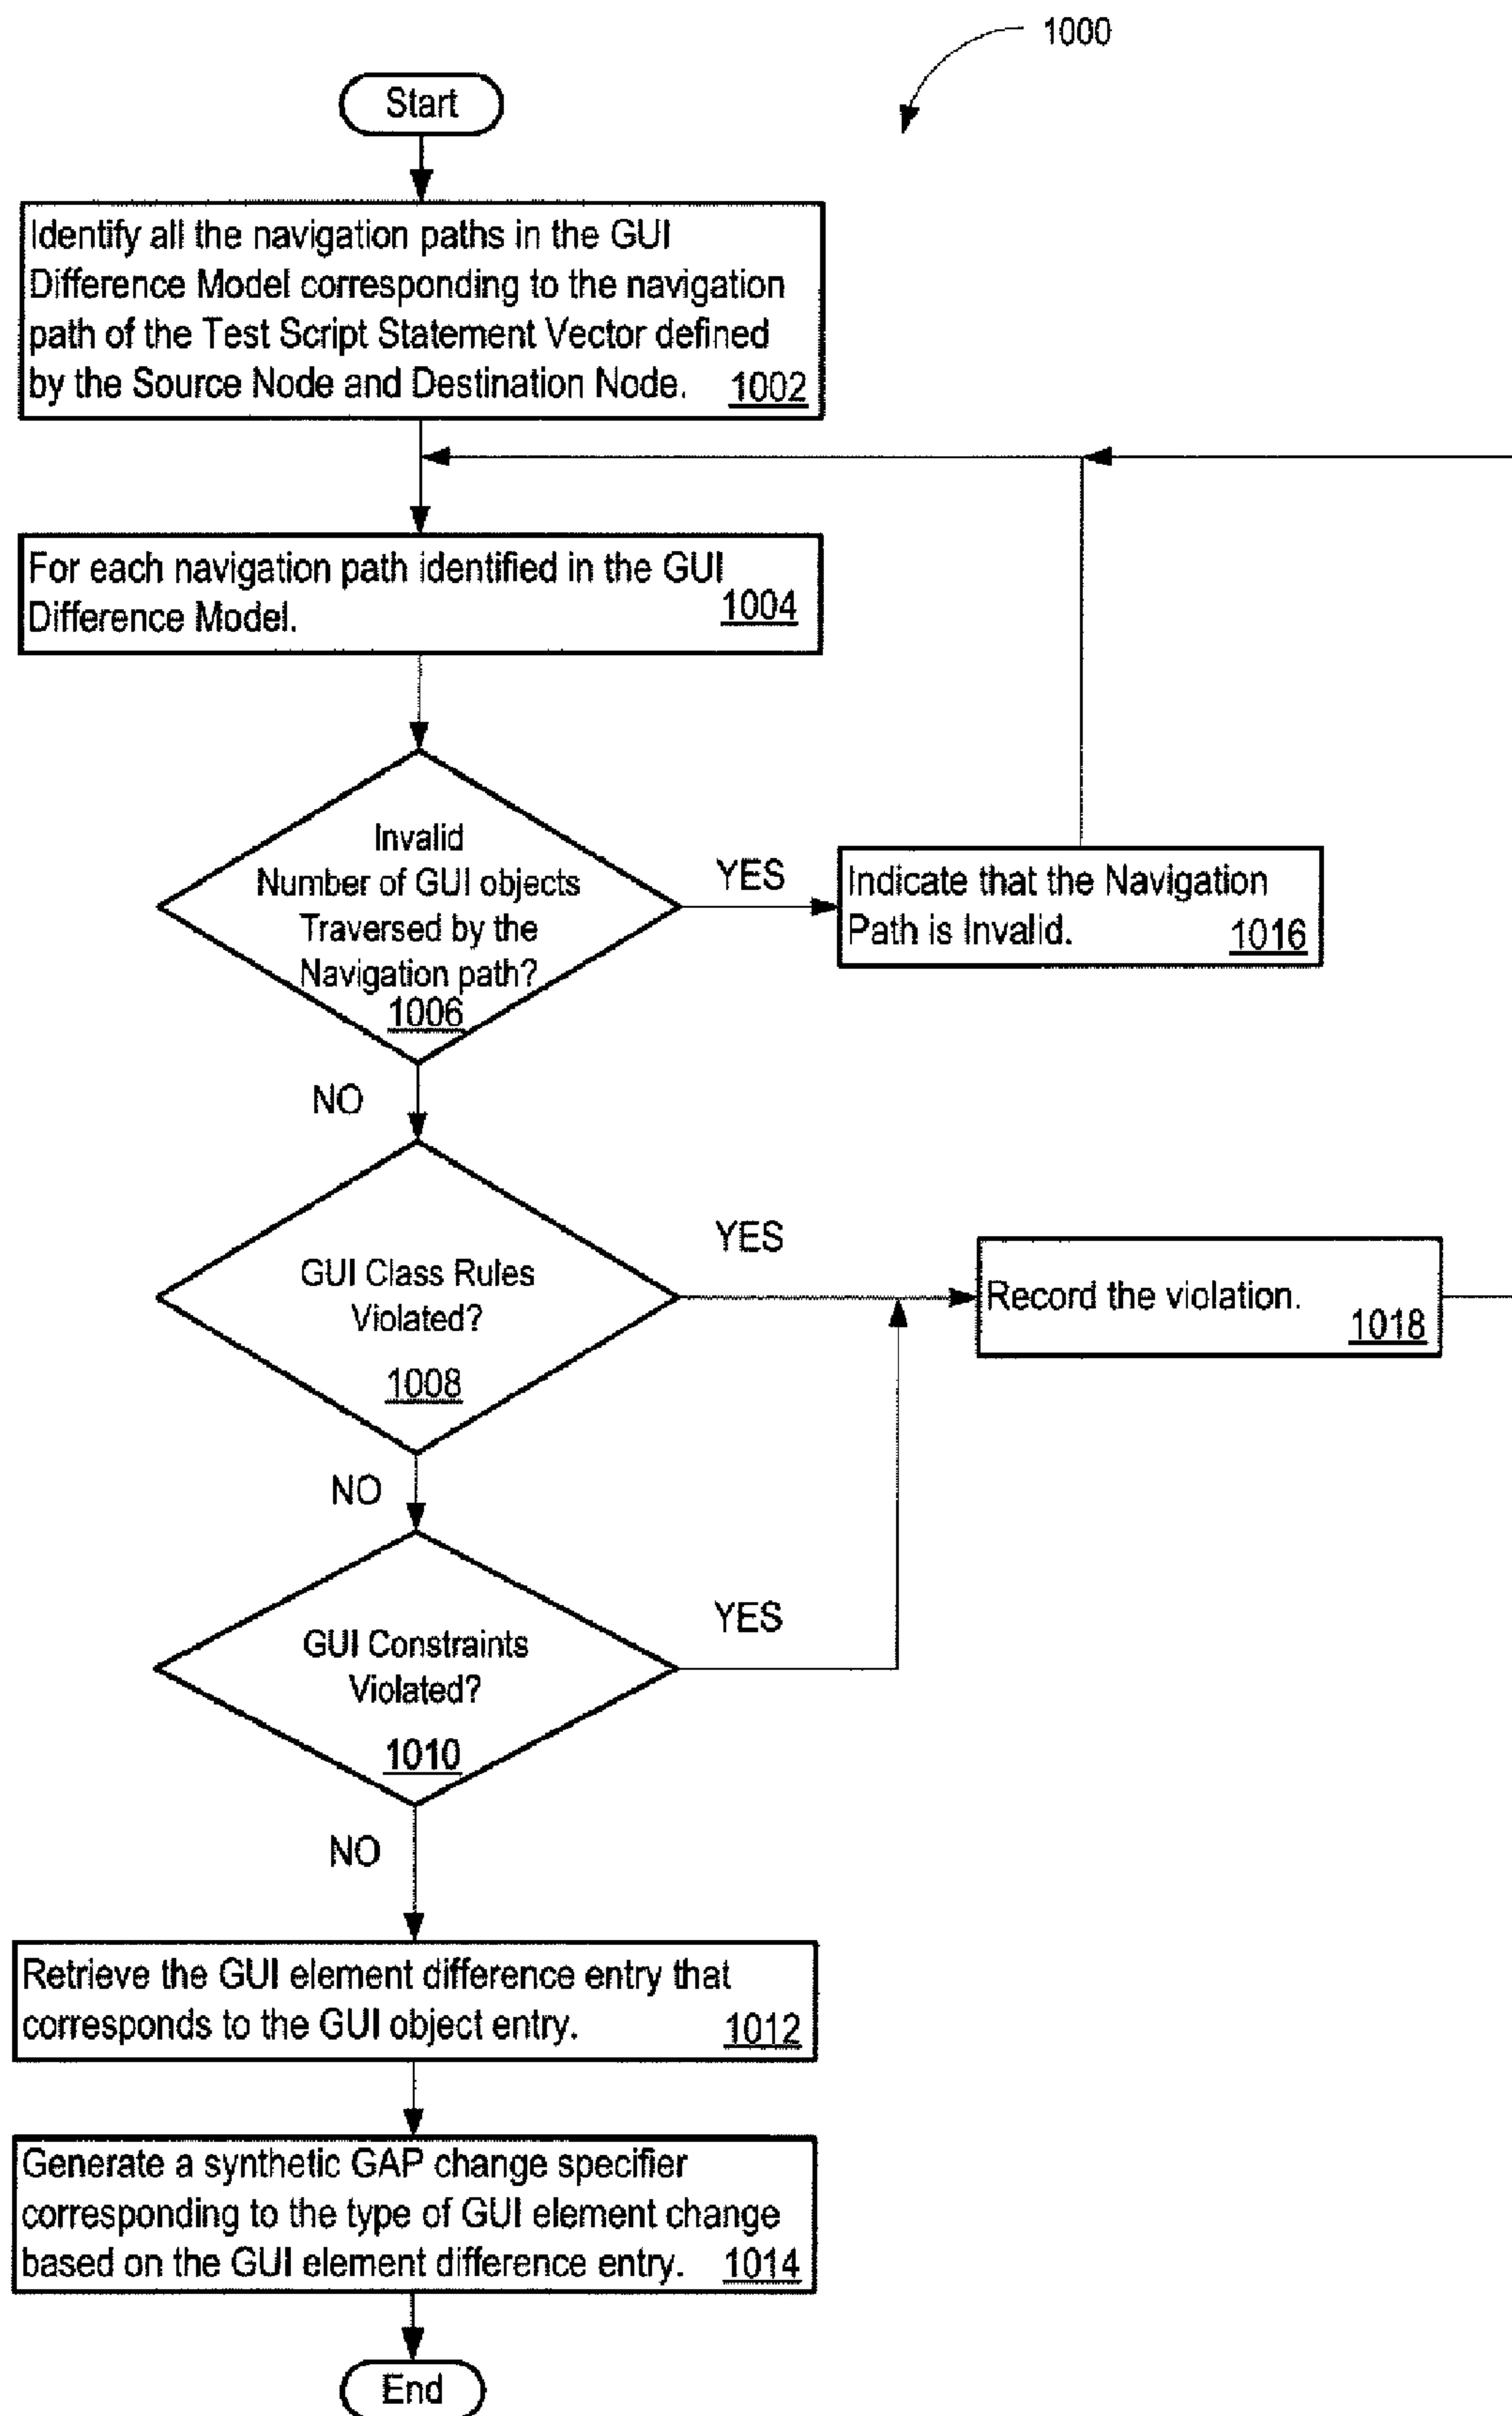 1000
Start
Identify all the navigation paths in the GUI
Difference Model corresponding to the navigation
path of the Test Script Statement Vector defined
by the Source Node and Destination Node. 1002
For each navigation path identified in the GUI
Difference Model. 1004
Invalid
Number of GUI objects
Traversed by the
Navigation path?
1006
YES
Indicate that the Navigation
Path is Invalid. 1016
NO
GUI Class Rules
Violated?
1008
YES
Record the violation.
1018
NO
GUI Constraints
Violated?
1010
YES
NO
Retrieve the GUI element difference entry that
corresponds to the GUI object entry. 1012
Generate a synthetic GAP change specifier
corresponding to the type of GUI element change
based on the GUI element difference entry. 1014
End